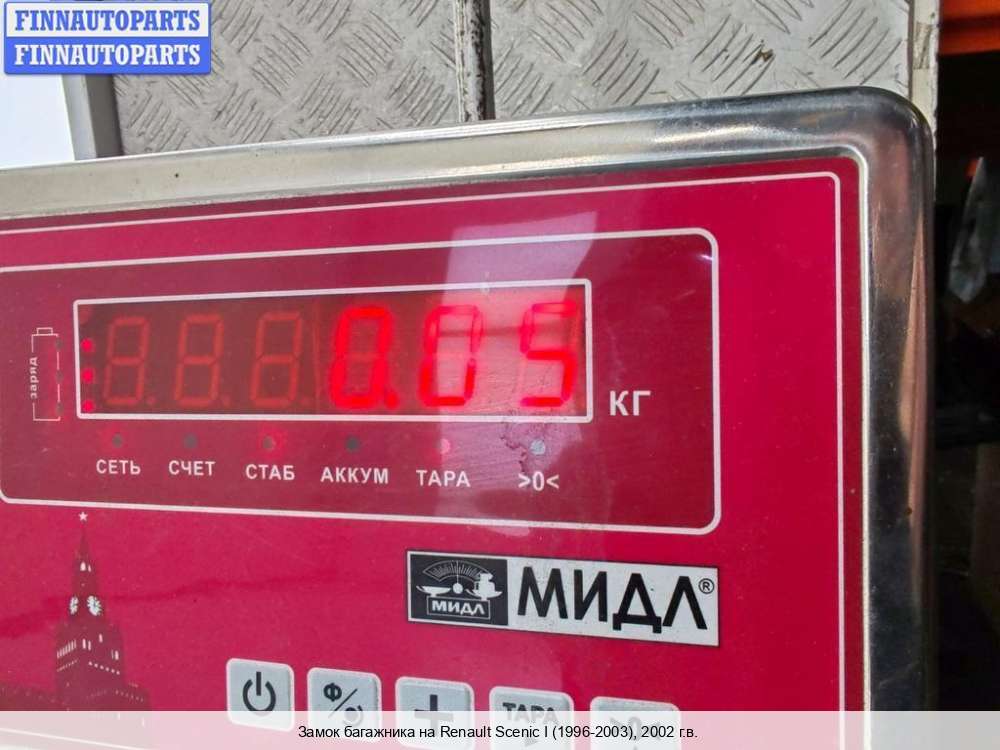 FINNAUTOPARTS
FINNAUTOPARTS
заряд
0.05
КГ
СЕТЬ СЧЕТ СТАБ АККУМ ТАРА >0<
МИДЛ
МИДЛ®
Ф/
+
ТАРА
>0<
Замок багажника на Renault Scenic I (1996-2003), 2002 г.в.